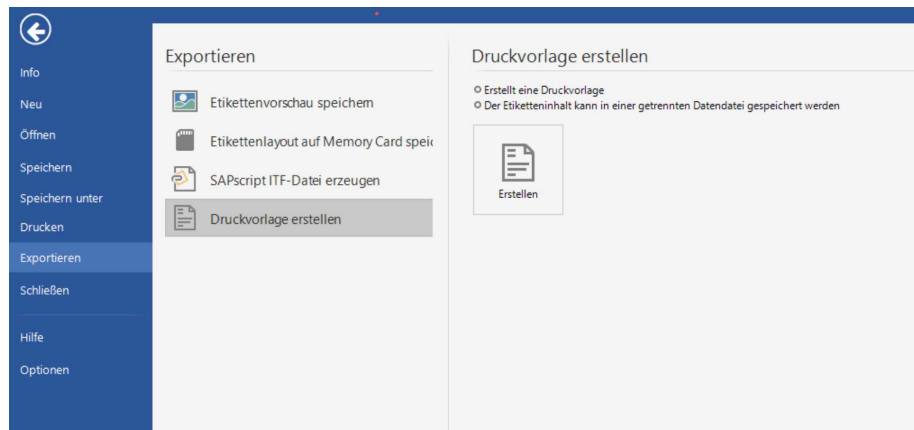 Info
Neu
Öffnen
Speichern
Speichern unter
Drucken
Exportieren
Schließen
Hilfe
Optionen
Exportieren
Etikettenvorschau speichern
Etikettenlayout auf Memory Card speic
SAPscript ITF-Datei erzeugen
Druckvorlage erstellen
Druckvorlage erstellen
Erstellt eine Druckvorlage
Der Etiketteninhalt kann in einer getrennten Datendatei gespeichert werden
Erstellen